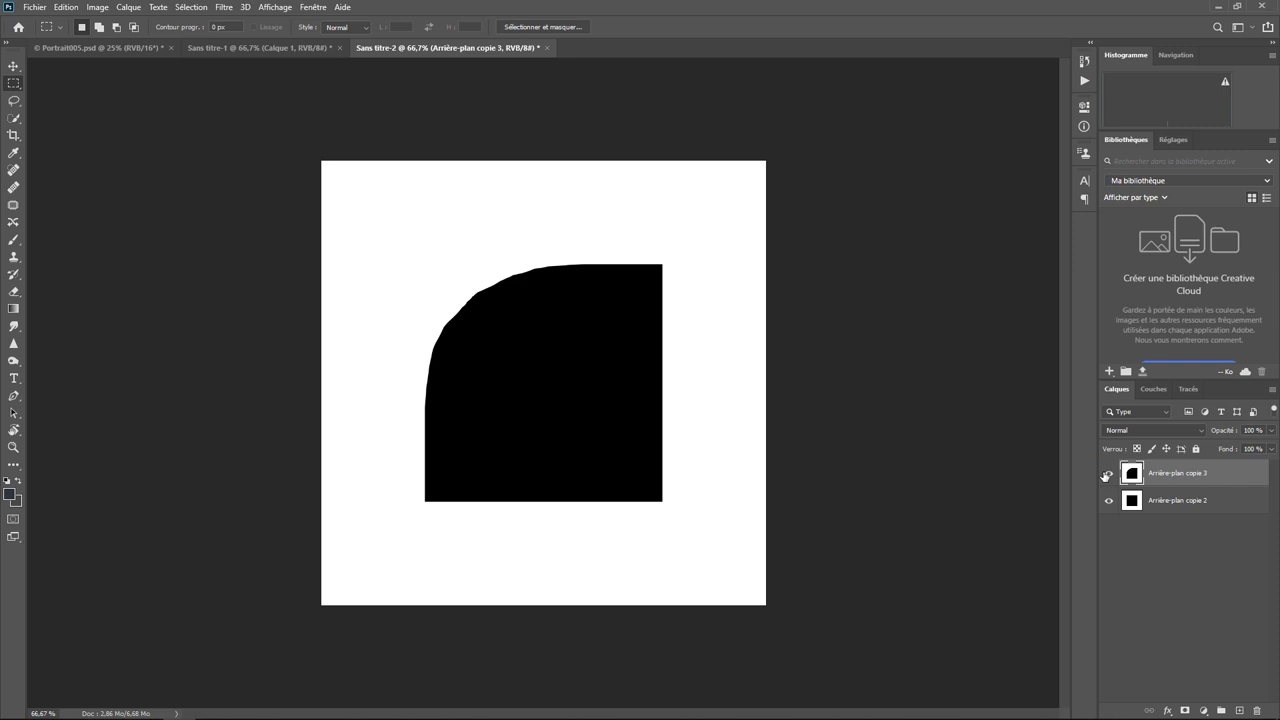 Ps Fichier Edition Image Calque Texte Sélection Filtre 3D Affichage Fenêtre Aide
Contour progr. : 0 px Lissage Style : Normal L : H : Sélectionner et masquer...
© Portrait005.psd @ 25% (RVB/16*) * × Sans titre-1 @ 66,7% (Calque 1, RVB/8#) * × Sans titre-2 @ 66,7% (Arrière-plan copie 3, RVB/8#) * ×
Histogramme Navigation
Bibliothèques Réglages
Rechercher dans la bibliothèque active
Ma bibliothèque
Afficher par type
Créer une bibliothèque Creative
Cloud
Gardez à portée de main les couleurs, les
images et les autres ressources fréquemment
utilisées dans chaque application Adobe.
Nous vous montrerons comment.
-- Ko
Calques Couches Tracés
Type
Normal Opacité : 100 %
Verrou : Fond : 100 %
Arrière-plan copie 3
Arrière-plan copie 2
66,67 % Doc : 2,86 Mo/6,68 Mo